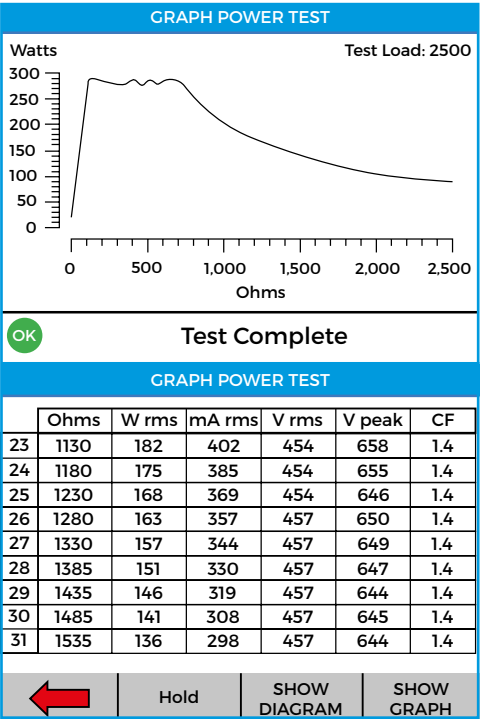 GRAPH POWER TEST
Watts Test Load: 2500
300
250
200
150
100
50
0
0 500 1,000 1,500 2,000 2,500
Ohms
OK Test Complete
GRAPH POWER TEST
Ohms W rms mA rms V rms V peak CF
23 1130 182 402 454 658 1.4
24 1180 175 385 454 655 1.4
25 1230 168 369 454 646 1.4
26 1280 163 357 457 650 1.4
27 1330 157 344 457 649 1.4
28 1385 151 330 457 647 1.4
29 1435 146 319 457 644 1.4
30 1485 141 308 457 645 1.4
31 1535 136 298 457 644 1.4
Hold SHOW DIAGRAM SHOW GRAPH